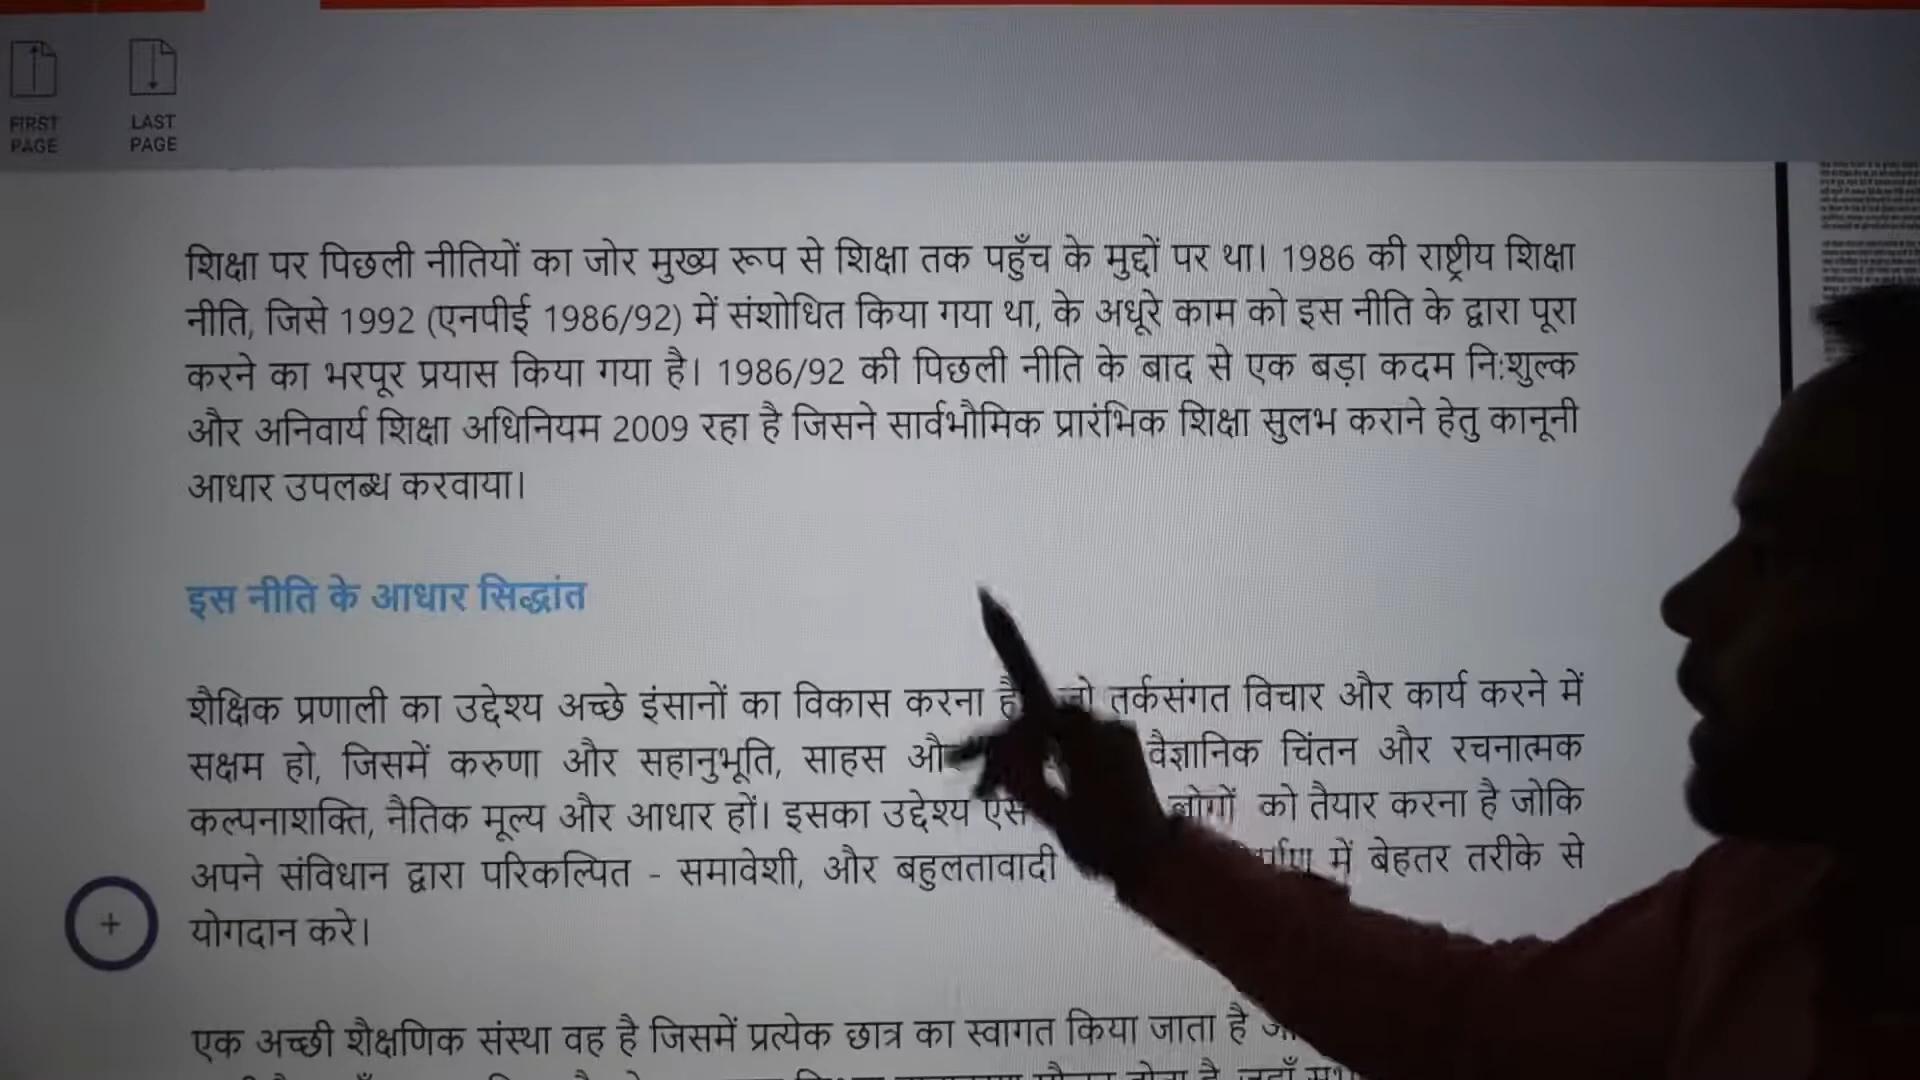 FIRST
PAGE
LAST
PAGE
शिक्षा पर पिछली नीतियों का जोर मुख्य रूप से शिक्षा तक पहुँच के मुद्दों पर था। 1986 की राष्ट्रीय शिक्षा
नीति, जिसे 1992 (एनपीई 1986/92) में संशोधित किया गया था, के अधूरे काम को इस नीति के द्वारा पूरा
करने का भरपूर प्रयास किया गया है। 1986/92 की पिछली नीति के बाद से एक बड़ा कदम नि:शुल्क
और अनिवार्य शिक्षा अधिनियम 2009 रहा है जिसने सार्वभौमिक प्रारंभिक शिक्षा सुलभ कराने हेतु कानूनी
आधार उपलब्ध करवाया।
इस नीति के आधार सिद्धांत
शैक्षिक प्रणाली का उद्देश्य अच्छे इंसानों का विकास करना है तर्कसंगत विचार और कार्य करने में
सक्षम हो, जिसमें करुणा और सहानुभूति, साहस वैज्ञानिक चिंतन और रचनात्मक
कल्पनाशक्ति, नैतिक मूल्य और आधार हों। इसका उद्देश्य लोगों को तैयार करना है जोकि
अपने संविधान द्वारा परिकल्पित - समावेशी, और बहुलतावादी में बेहतर तरीके से
योगदान करे।
एक अच्छी शैक्षणिक संस्था वह है जिसमें प्रत्येक छात्र का स्वागत किया जाता है